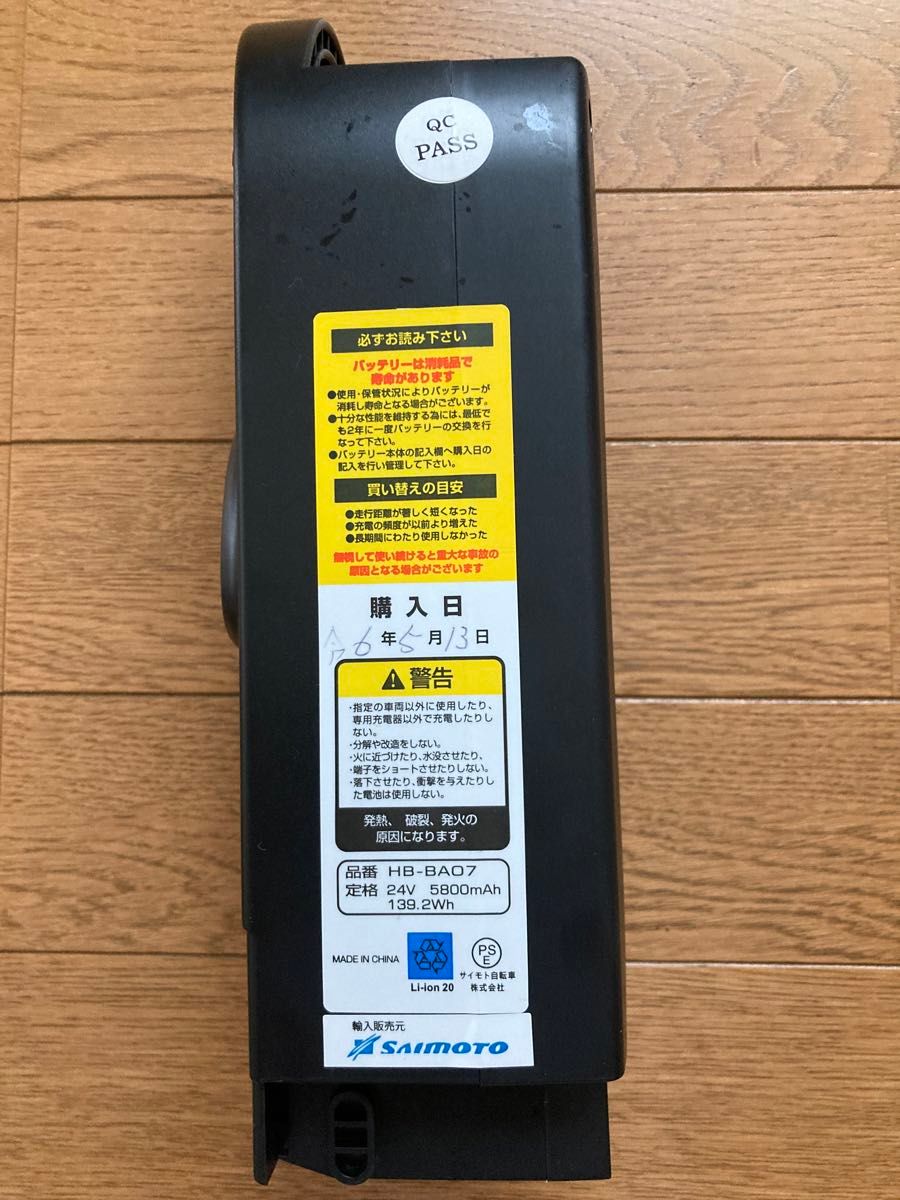 QC
PASS
必ずお読み下さい
バッテリーは消耗品で
寿命があります
●使用・保管状況によりバッテリーが
消耗し寿命となる場合がございます。
●十分な性能を維持する為には、最低で
も2年に一度バッテリーの交換を行
なって下さい。
●バッテリー本体の記入欄へ購入日の
記入を行い管理して下さい。
買い替えの目安
●走行距離が著しく短くなった
●充電の頻度が以前より増えた
●長期間にわたり使用しなかった
無視して使い続けると重大な事故の
原因となる場合がございます
購入日
令6年5月13日
警告
・指定の車両以外に使用したり、
専用充電器以外で充電したりし
ない。
・分解や改造をしない。
・火に近づけたり、水没させたり、
・端子をショートさせたりしない。
・落下させたり、衝撃を与えたりし
た電池は使用しない。
発熱、破裂、発火の
原因になります。
品番 HB-BA07
定格 24V 5800mAh
139.2Wh
MADE IN CHINA
Li-ion 20
PS
E
サイモト自転車
株式会社
輸入販売元
SAIMOTO